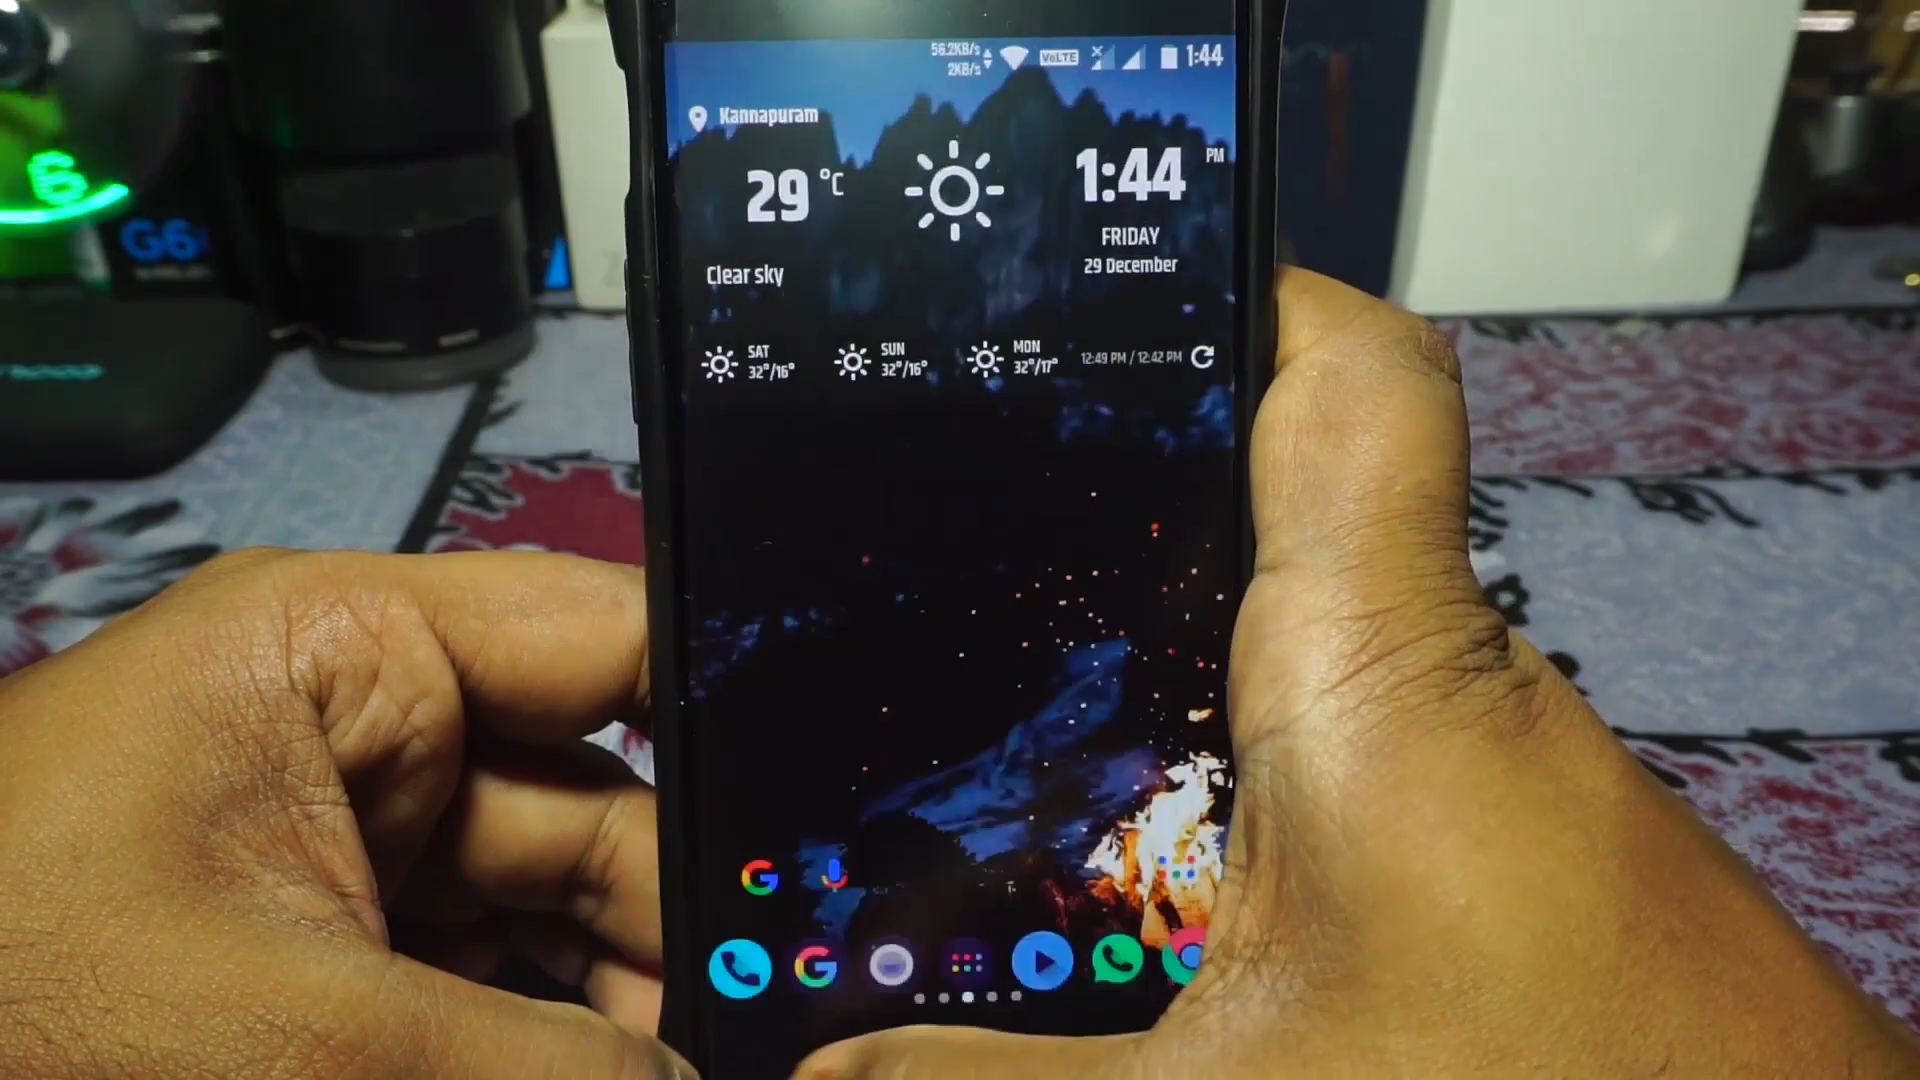 56.2KB/s
2KB/s
VoLTE
1:44
Kannapuram
29 °C
1:44 PM
FRIDAY
29 December
Clear sky
SAT
32°/16°
SUN
32°/16°
MON
32°/17°
12:49 PM / 12:42 PM
6
G6